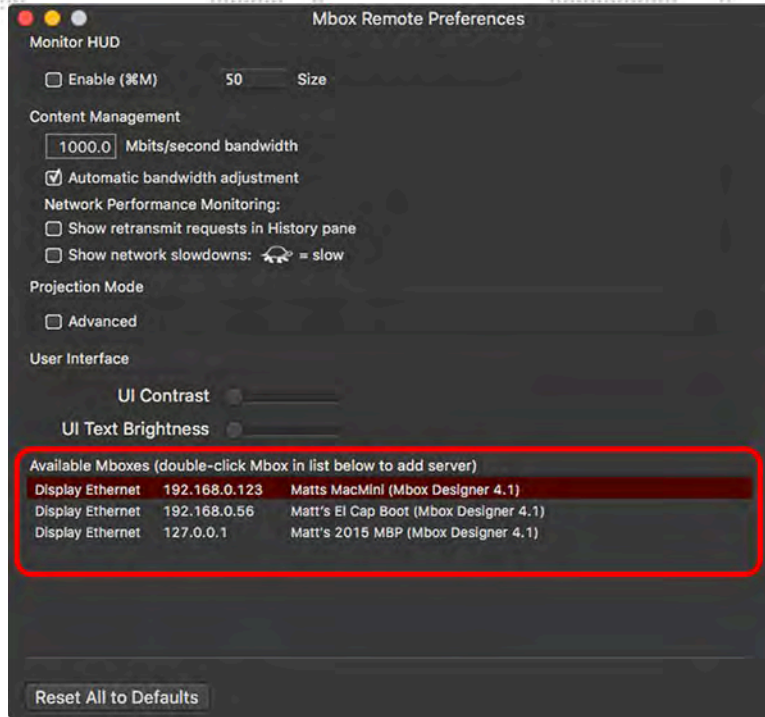 Mbox Remote Preferences
Monitor HUD
Enable (⌘M) 50 Size
Content Management
1000.0 Mbits/second bandwidth
Automatic bandwidth adjustment
Network Performance Monitoring:
Show retransmit requests in History pane
Show network slowdowns: = slow
Projection Mode
Advanced
User Interface
UI Contrast
UI Text Brightness
Available Mboxes (double-click Mbox in list below to add server)
Display Ethernet 192.168.0.123 Matts MacMini (Mbox Designer 4.1)
Display Ethernet 192.168.0.56 Matt's El Cap Boot (Mbox Designer 4.1)
Display Ethernet 127.0.0.1 Matt's 2015 MBP (Mbox Designer 4.1)
Reset All to Defaults